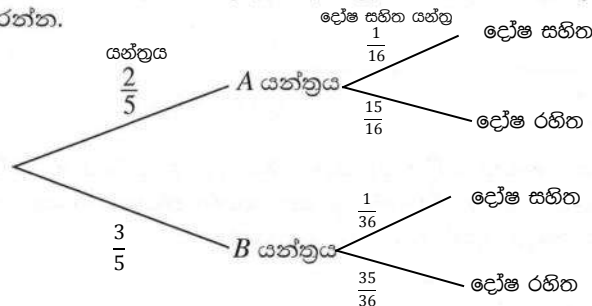 රන්න.
යන්ත්‍රය
දෝෂ සහිත යන්ත්‍ර
2/5
A යන්ත්‍රය
1/16
දෝෂ සහිත
15/16
දෝෂ රහිත
3/5
B යන්ත්‍රය
1/36
දෝෂ සහිත
35/36
දෝෂ රහිත